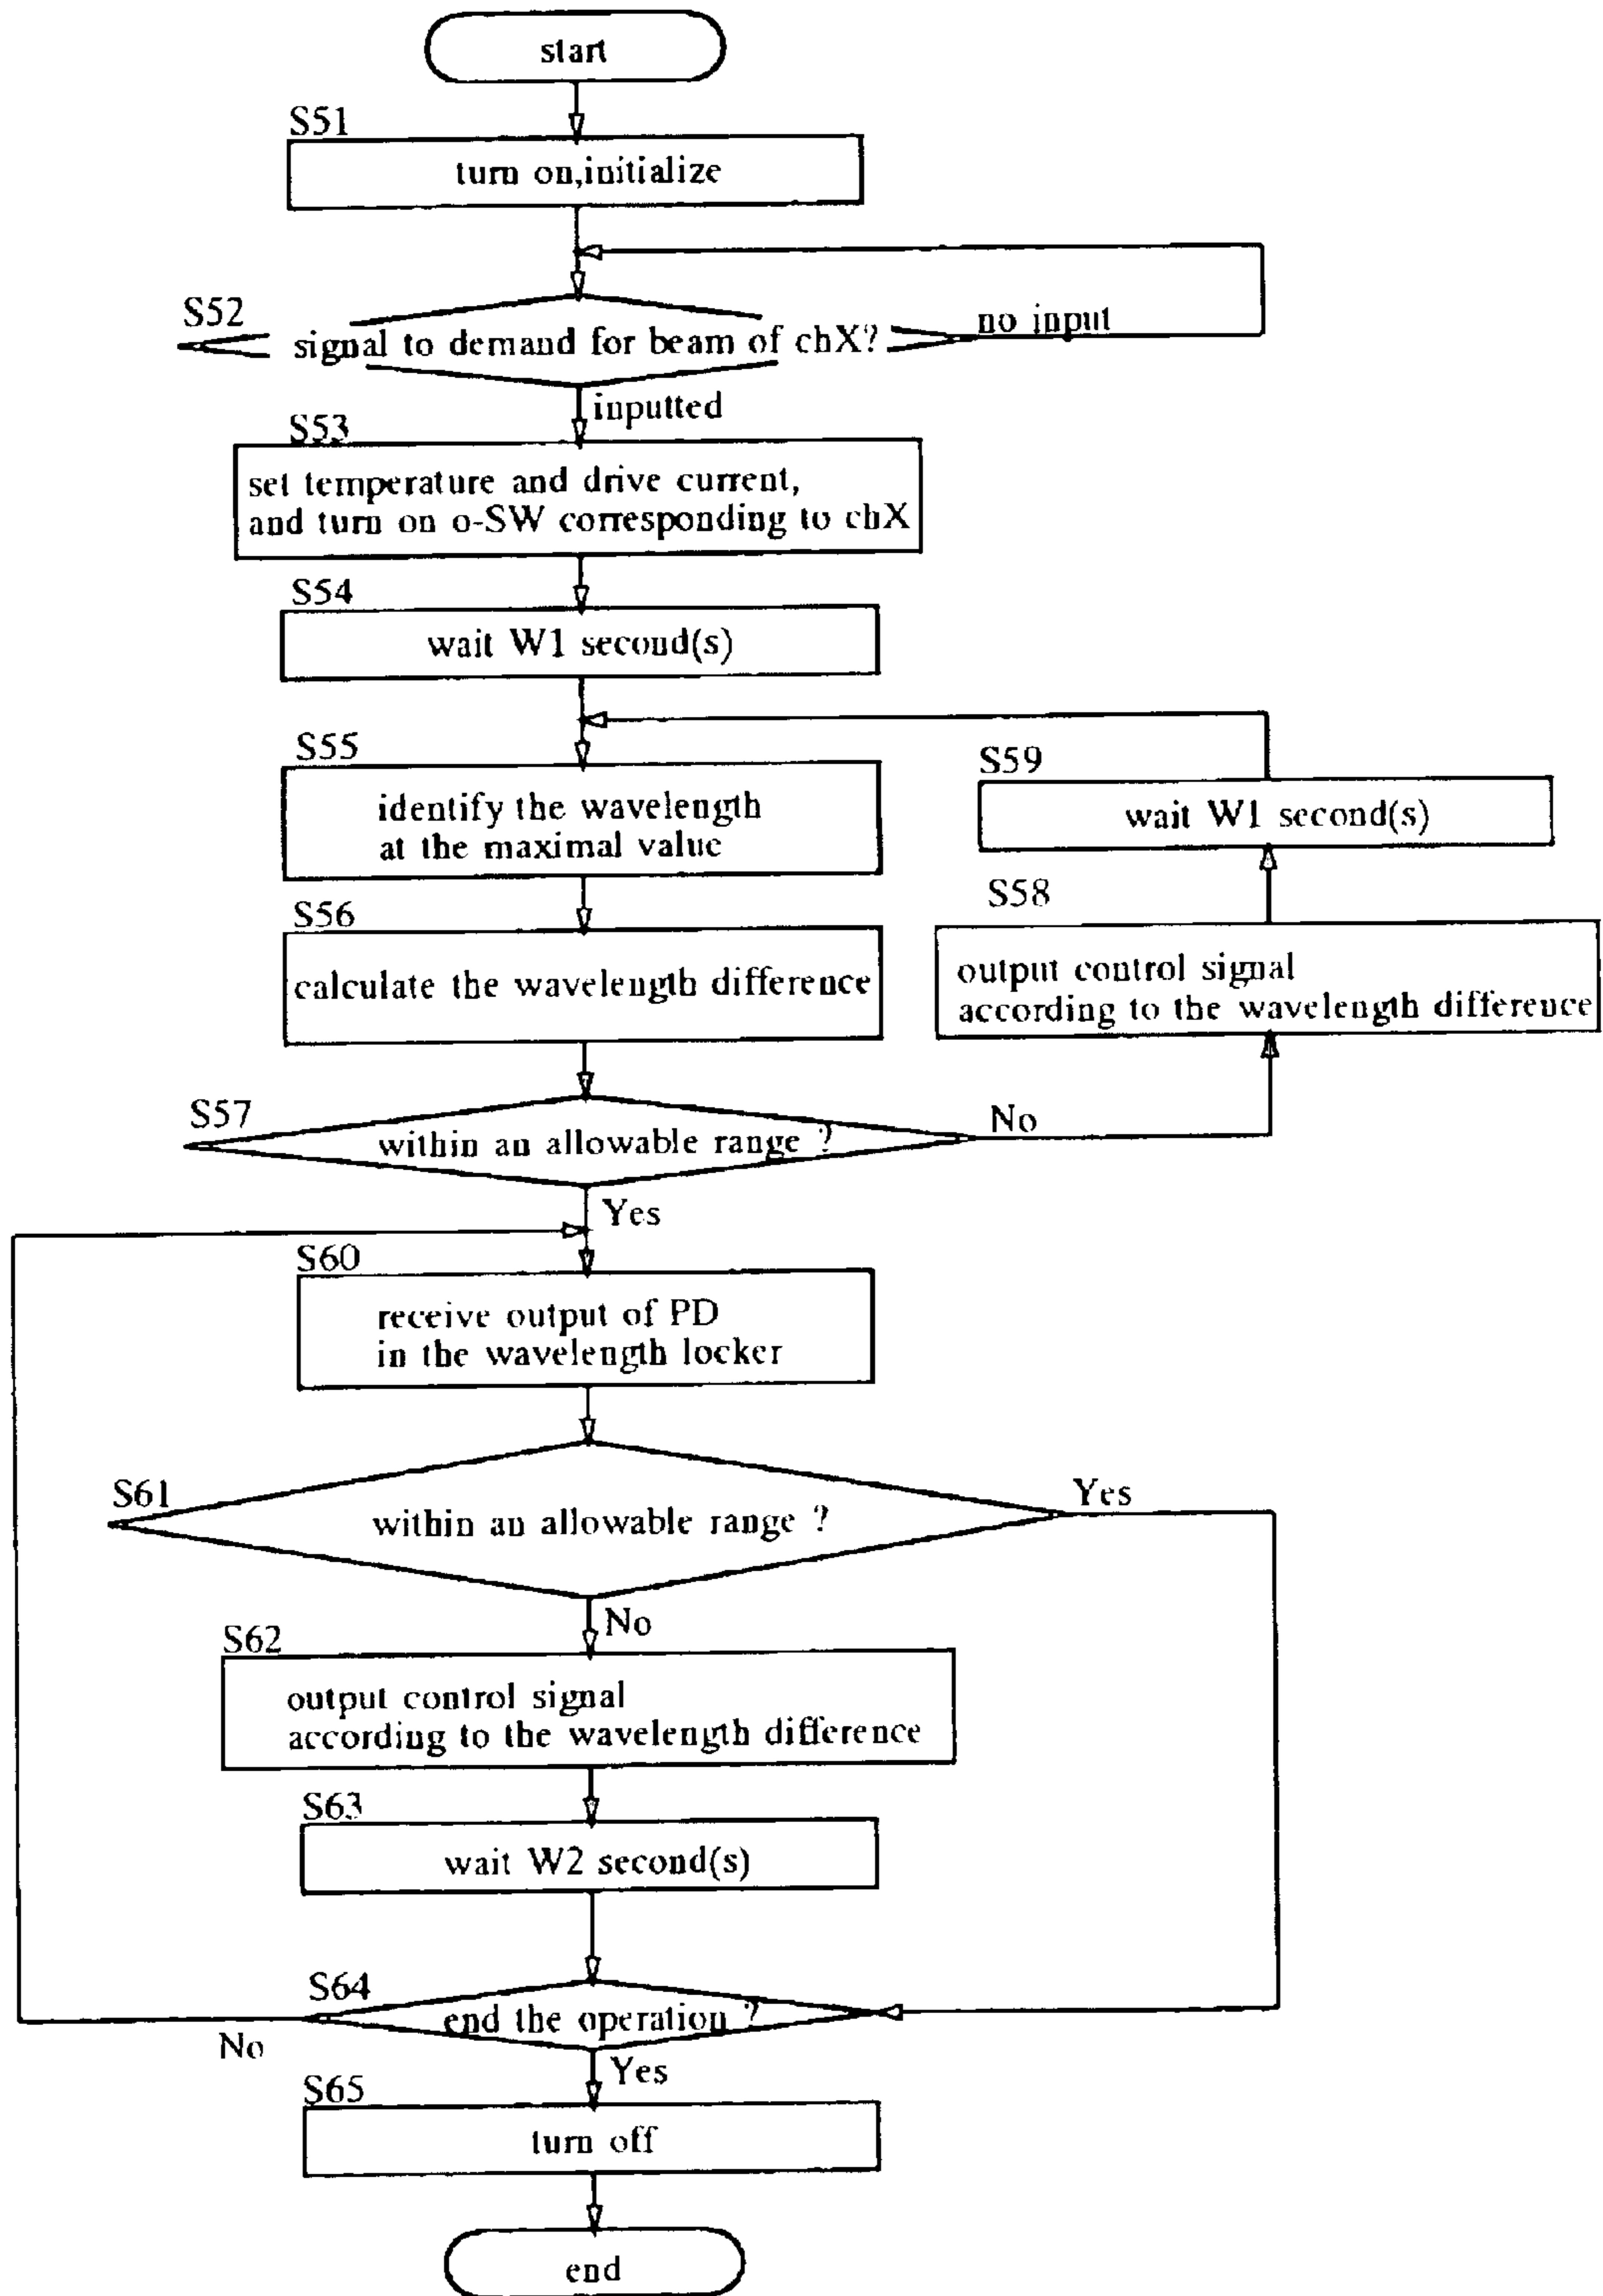 start
S51
turn on,initialize
S52
signal to demand for beam of chX?
no input
inputted
S53
set temperature and drive current,
and turn on o-SW corresponding to chX
S54
wait W1 second(s)
S55
identify the wavelength
at the maximal value
S59
wait W1 second(s)
S56
calculate the wavelength difference
S58
output control signal
according to the wavelength difference
S57
within an allowable range ?
No
Yes
S60
receive output of PD
in the wavelength locker
S61
within an allowable range ?
Yes
No
S62
output control signal
according to the wavelength difference
S63
wait W2 second(s)
S64
end the operation ?
No
Yes
S65
turn off
end